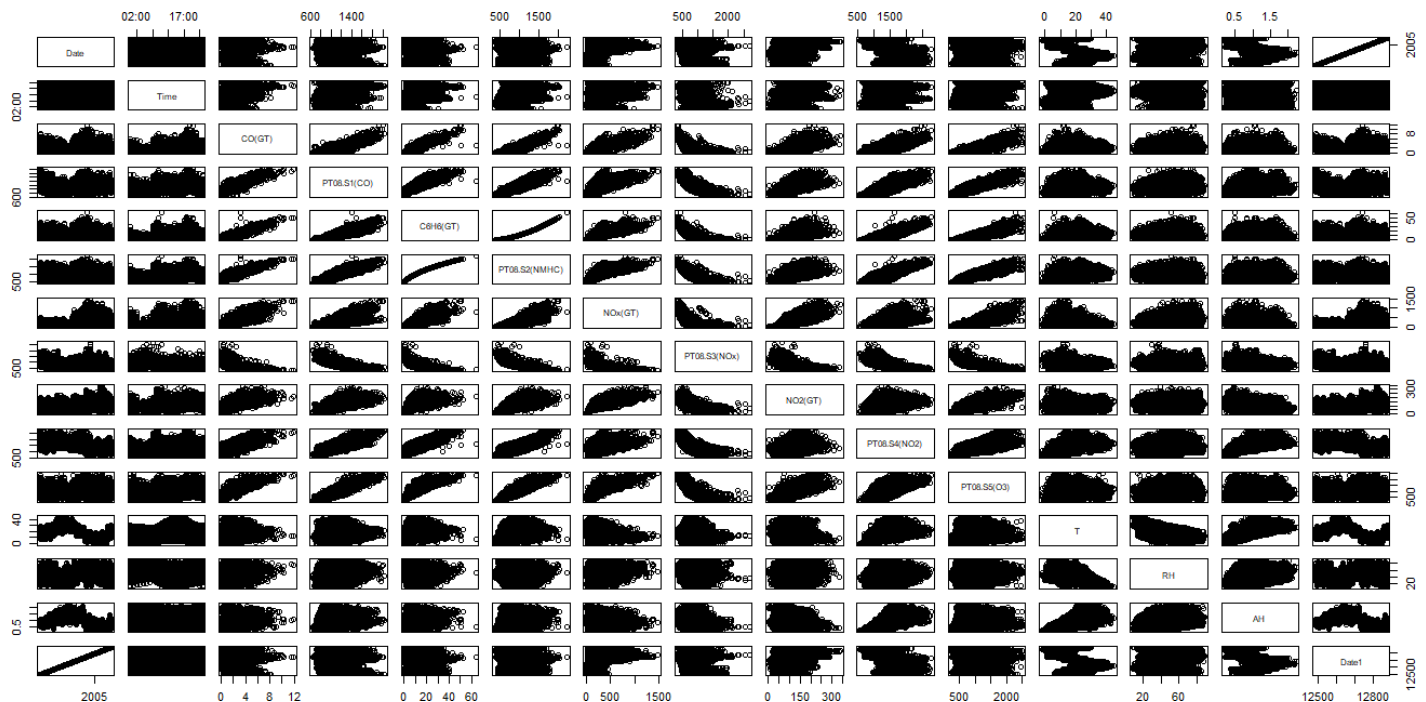 02:00 17:00 600 1400 500 1500 500 2000 500 1500 0 20 40 0.5 1.5
Date 2005
02:00 Time
CO(GT) 0 8
600 PT08.S1(CO)
C6H6(GT) 0 50
500 PT08.S2(NMHC)
NOx(GT) 0 1500
500 PT08.S3(NOx)
NO2(GT) 0 300
500 PT08.S4(NO2)
PT08.S5(O3) 500
0 40 T
RH 20
0.5 AH
Date1 12500
2005 0 2 4 6 8 12 0 20 40 60 0 500 1500 0 100 300 500 2000 20 60 12500 12800